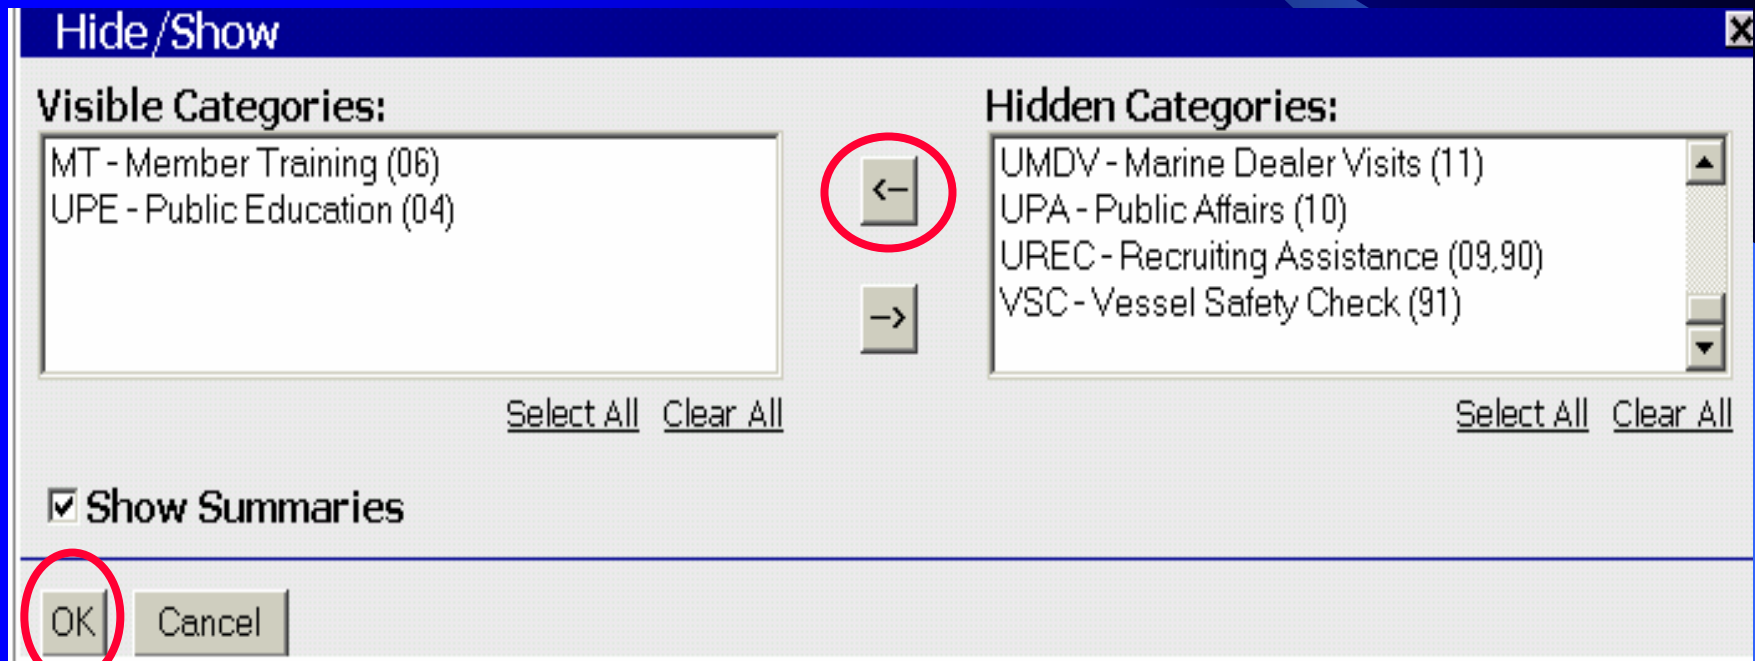 Hide/Show
Visible Categories:
MT - Member Training (06)
UPE - Public Education (04)
<-
->
Hidden Categories:
UMDV - Marine Dealer Visits (11)
UPA - Public Affairs (10)
UREC - Recruiting Assistance (09,90)
VSC - Vessel Safety Check (91)
Select All Clear All
Select All Clear All
Show Summaries
OK
Cancel